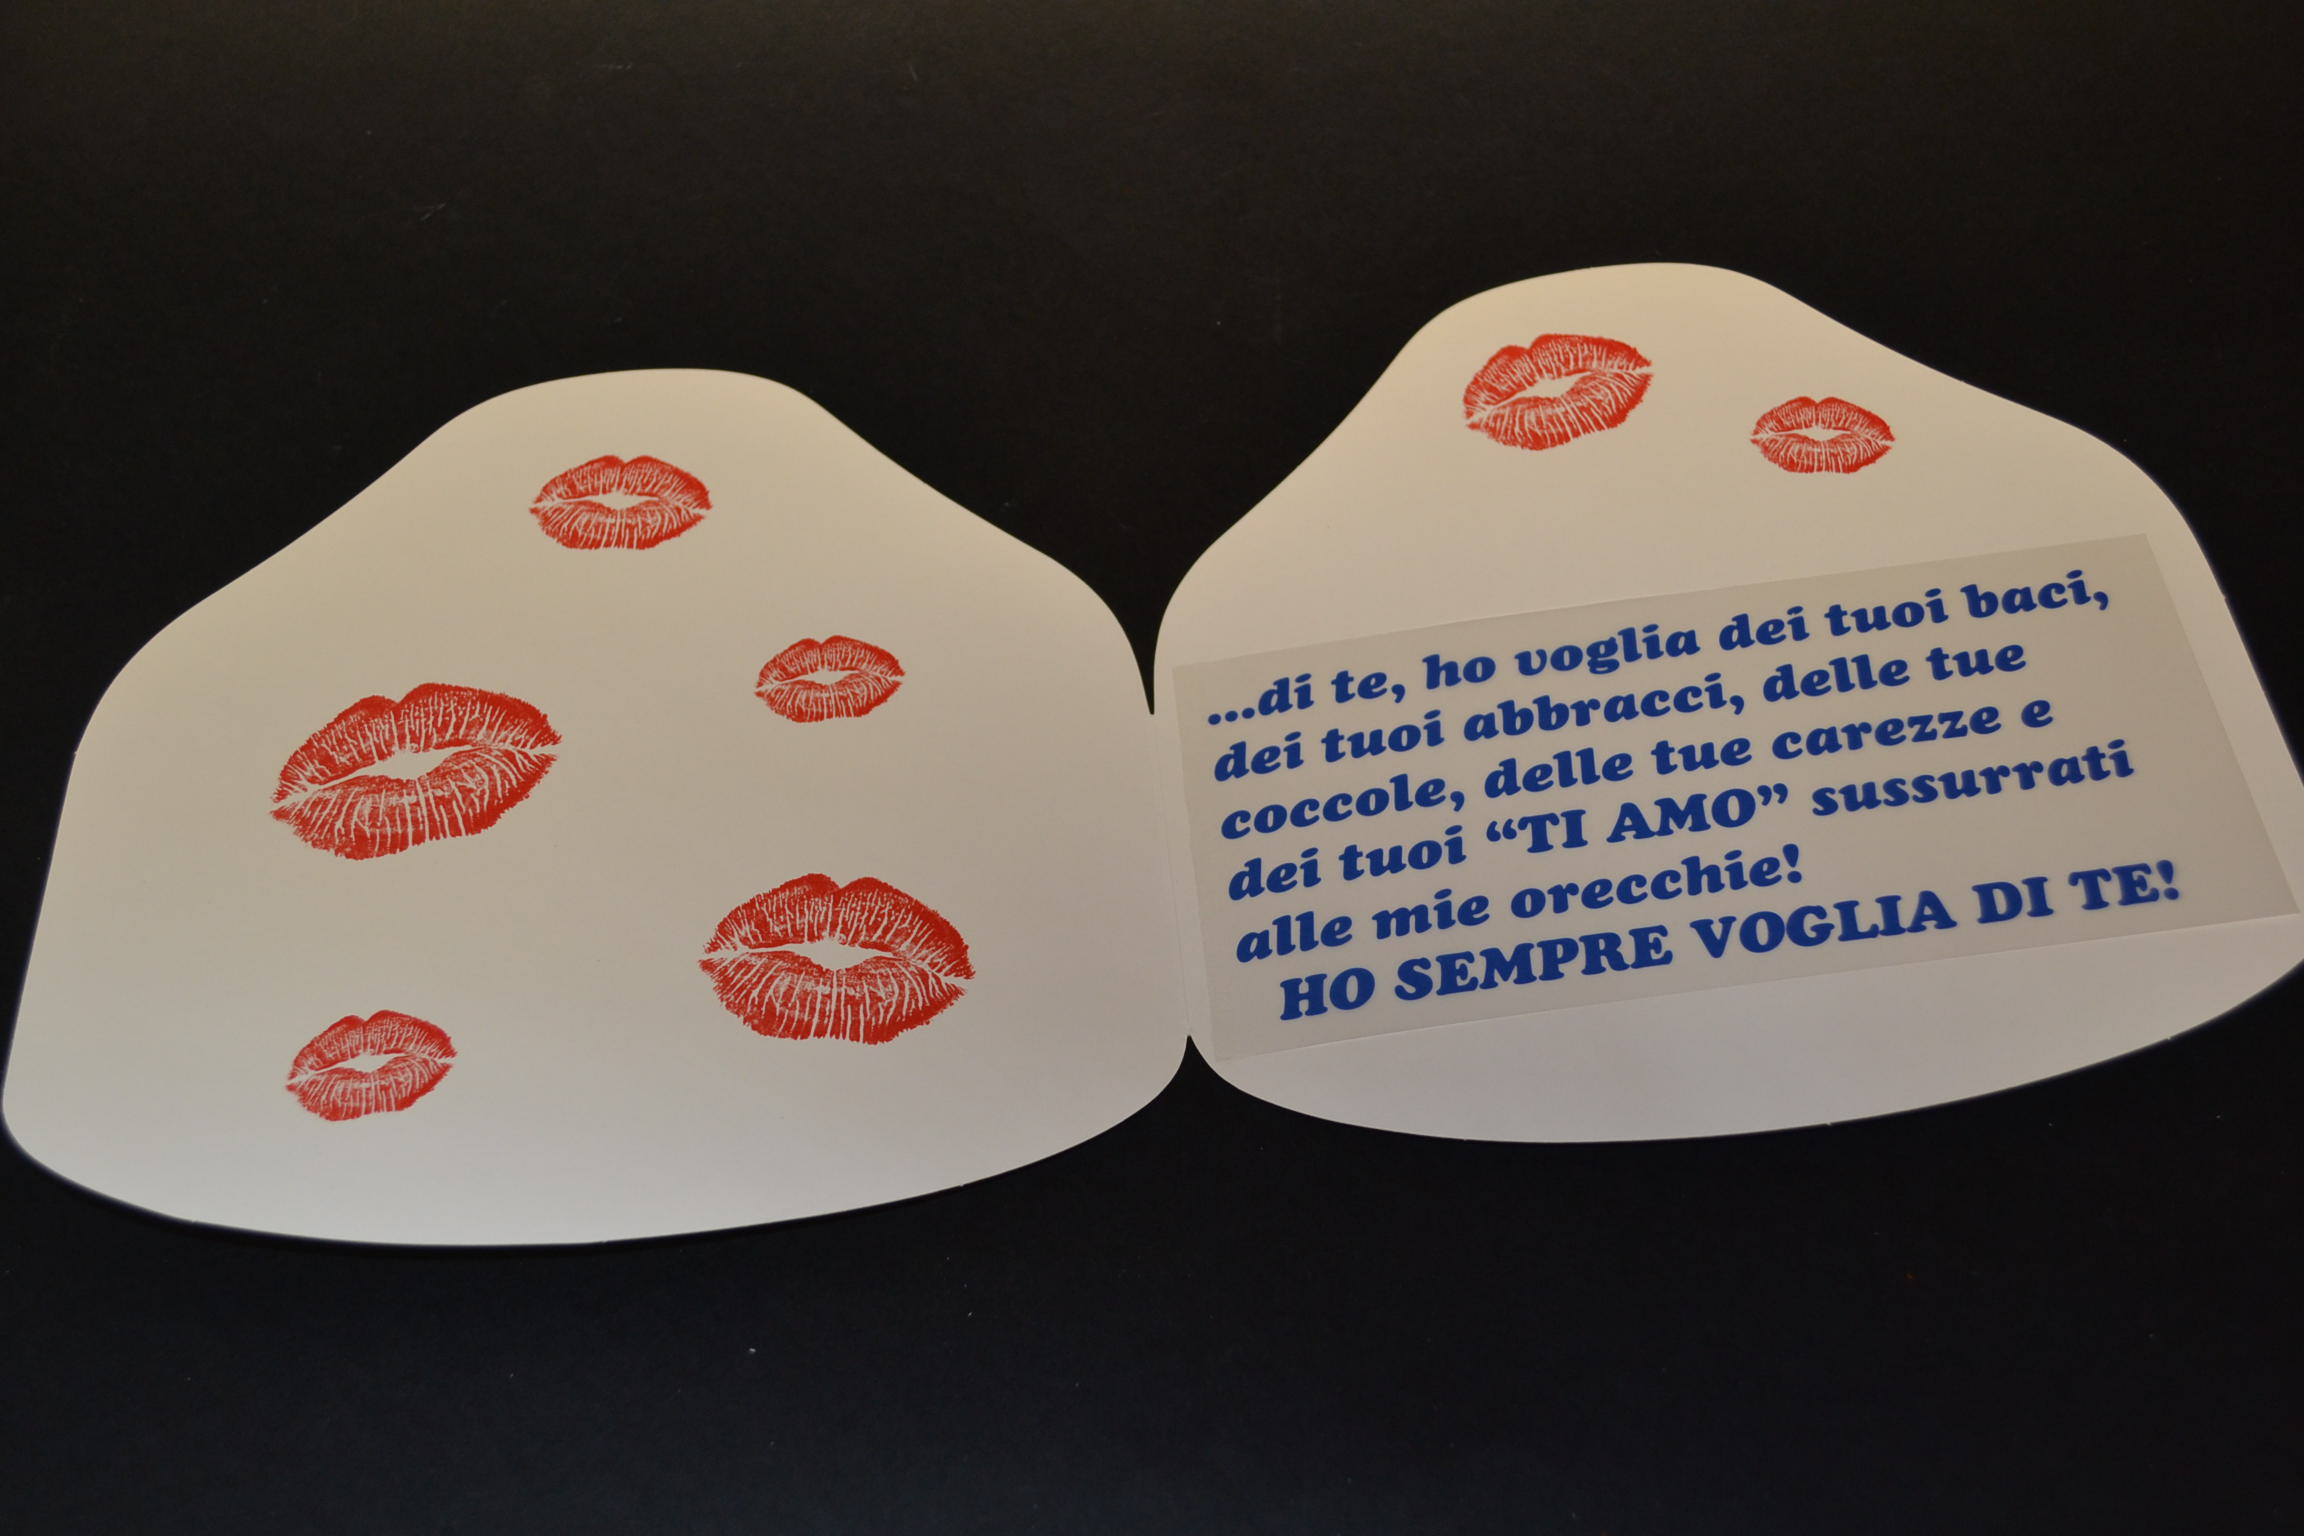 ...di te, ho voglia dei tuoi baci,
dei tuoi abbracci, delle tue
coccole, delle tue carezze e
dei tuoi “TI AMO” sussurrati
alle mie orecchie!
HO SEMPRE VOGLIA DI TE!